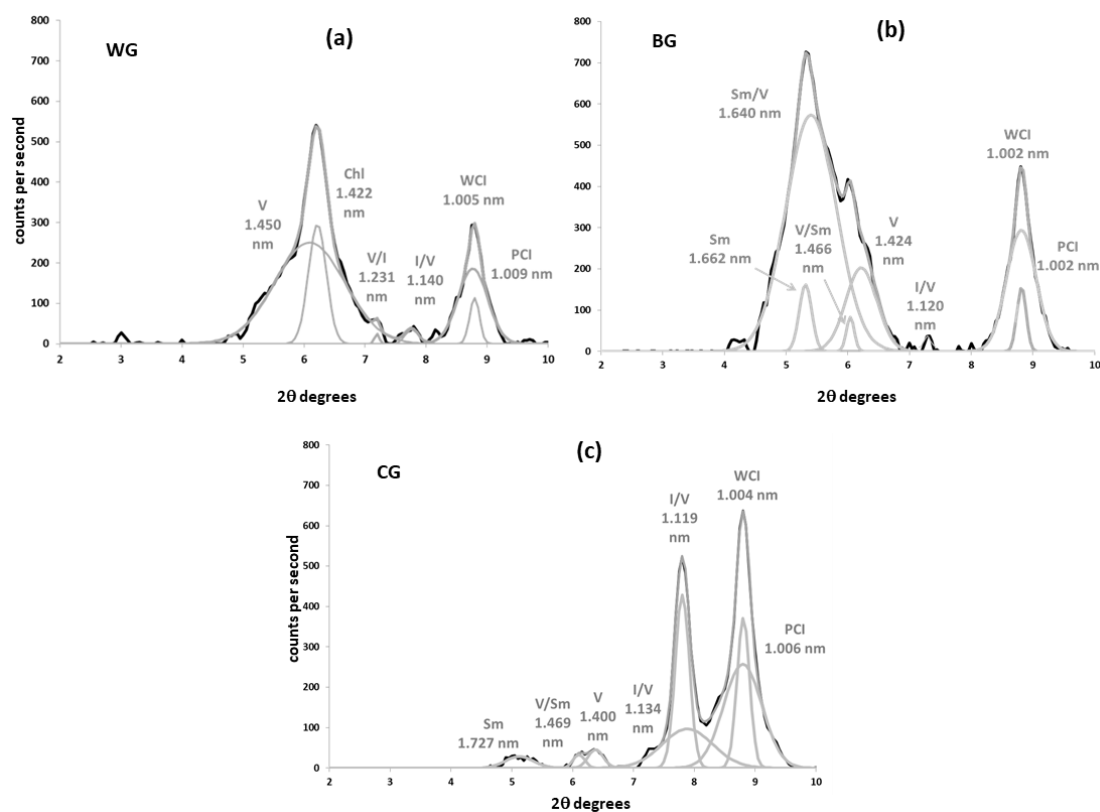 (a)
WG
800
700
600
500
400
300
200
100
0
counts per second
V
1.450
nm
Chl
1.422
nm
V/I
1.231
nm
I/V
1.140
nm
WCI
1.005 nm
PCI
1.009 nm
2 3 4 5 6 7 8 9 10
2θ degrees
(b)
BG
800
700
600
500
400
300
200
100
0
Sm/V
1.640 nm
Sm
1.662 nm
V/Sm
1.466
nm
V
1.424
nm
I/V
1.120
nm
WCI
1.002 nm
PCI
1.002 nm
2 3 4 5 6 7 8 9 10
2θ degrees
(c)
CG
800
700
600
500
400
300
200
100
0
counts per second
Sm
1.727 nm
V/Sm
1.469
nm
V
1.400
nm
I/V
1.134
nm
I/V
1.119
nm
WCI
1.004 nm
PCI
1.006 nm
2 3 4 5 6 7 8 9 10
2θ degrees